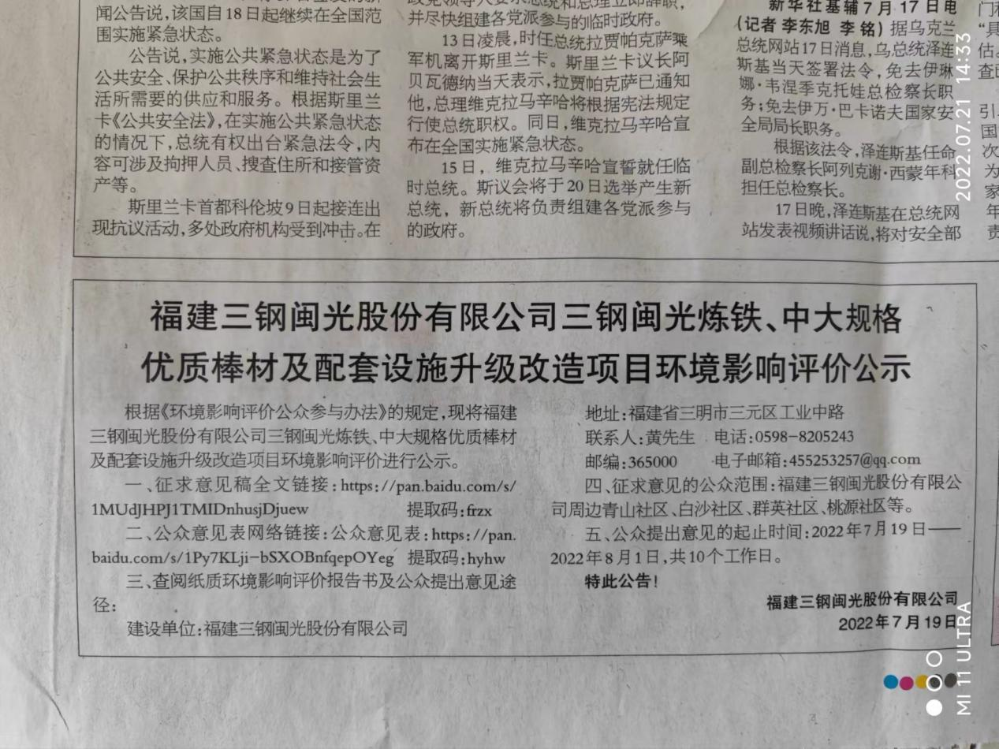 闻公告说,该国自18日起继续在全国范
围实施紧急状态。
公告说,实施公共紧急状态是为了
公共安全、保护公共秩序和维持社会生
活所需要的供应和服务。根据斯里兰
卡《公共安全法》,在实施公共紧急状态
的情况下,总统有权出台紧急法令,内
容可涉及拘押人员、搜查住所和接管资
产等。
斯里兰卡首都科伦坡9日起接连出
现抗议活动,多处政府机构受到冲击。在
并尽快组建各党派参与的临时政府。
13日凌晨,时任总统拉贾帕克萨乘
军机离开斯里兰卡。斯里兰卡议长阿
贝瓦德纳当天表示,拉贾帕克萨已通知
他,总理维克拉马辛哈将根据宪法规定
行使总统职权。同日,维克拉马辛哈宣
布在全国实施紧急状态。
15日,维克拉马辛哈宣誓就任临
时总统。斯议会将于20日选举产生新
总统,新总统将负责组建各党派参与
的政府。
新华社基辅7月17日电
(记者 李东旭 李铭)据乌克兰
总统网站17日消息,乌总统泽连
斯基当天签署法令,免去伊琳
娜·韦涅季克托娃总检察长职
务;免去伊万·巴卡诺夫国家安
全局局长职务。
根据该法令,泽连斯基任命
副总检察长阿列克谢·西蒙年科
担任总检察长。
17日晚,泽连斯基在总统网
站发表视频讲话说,将对安全部
福建三钢闽光股份有限公司三钢闽光炼铁、中大规格
优质棒材及配套设施升级改造项目环境影响评价公示
根据《环境影响评价公众参与办法》的规定,现将福建
三钢闽光股份有限公司三钢闽光炼铁、中大规格优质棒材
及配套设施升级改造项目环境影响评价进行公示。
一、征求意见稿全文链接:https://pan.baidu.com/s/
1MUdJHPJ1TMIDnhusjDjuew 提取码:frzx
二、公众意见表网络链接:公众意见表:https://pan.
baidu.com/s/1Py7KLji-bSXOBnfqepOYeg 提取码:hyhw
三、查阅纸质环境影响评价报告书及公众提出意见途
径:
建设单位:福建三钢闽光股份有限公司
地址:福建省三明市三元区工业中路
联系人:黄先生 电话:0598-8205243
邮编:365000 电子邮箱:455253257@qq.com
四、征求意见的公众范围:福建三钢闽光股份有限公
司周边青山社区、白沙社区、群英社区、桃源社区等。
五、公众提出意见的起止时间:2022年7月19日——
2022年8月1日,共10个工作日。
特此公告!
福建三钢闽光股份有限公司
2022年7月19日
2022.07.21 14:33
MI 11 ULTRA